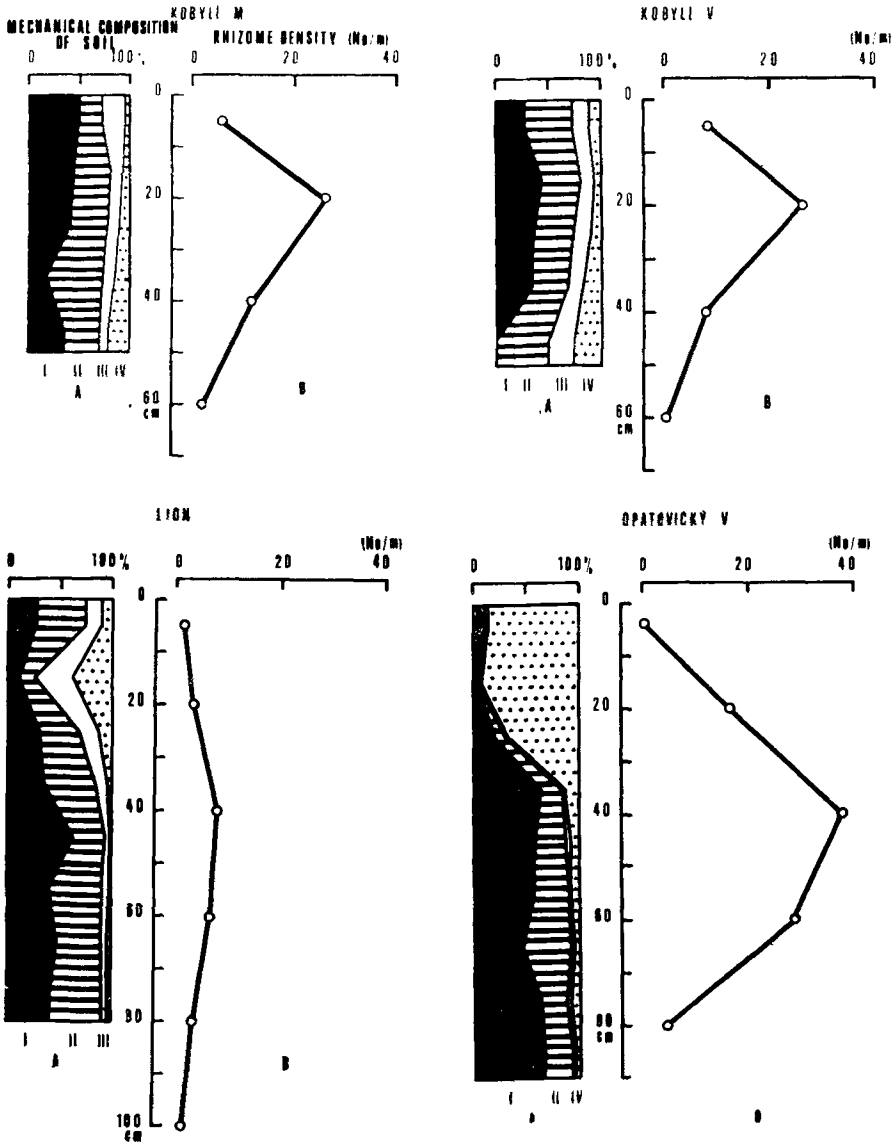 KOBYLÍ M
MECHANICAL COMPOSITION
OF SOIL
RHIZOME DENSITY (No/m)
0 100%
0 20 40
0
20
40
60
cm
I II III IV
A
B
KOBYLÍ V
(No/m)
0 100%
0 20 40
0
20
40
60
cm
I II III IV
A
B
(No/m)
0 100%
0 20 40
0
20
40
60
80
100
cm
I II III
A
B
OPATOVICKÝ V
(No/m)
0 100%
0 20 40
0
20
40
60
80
cm
I II IV